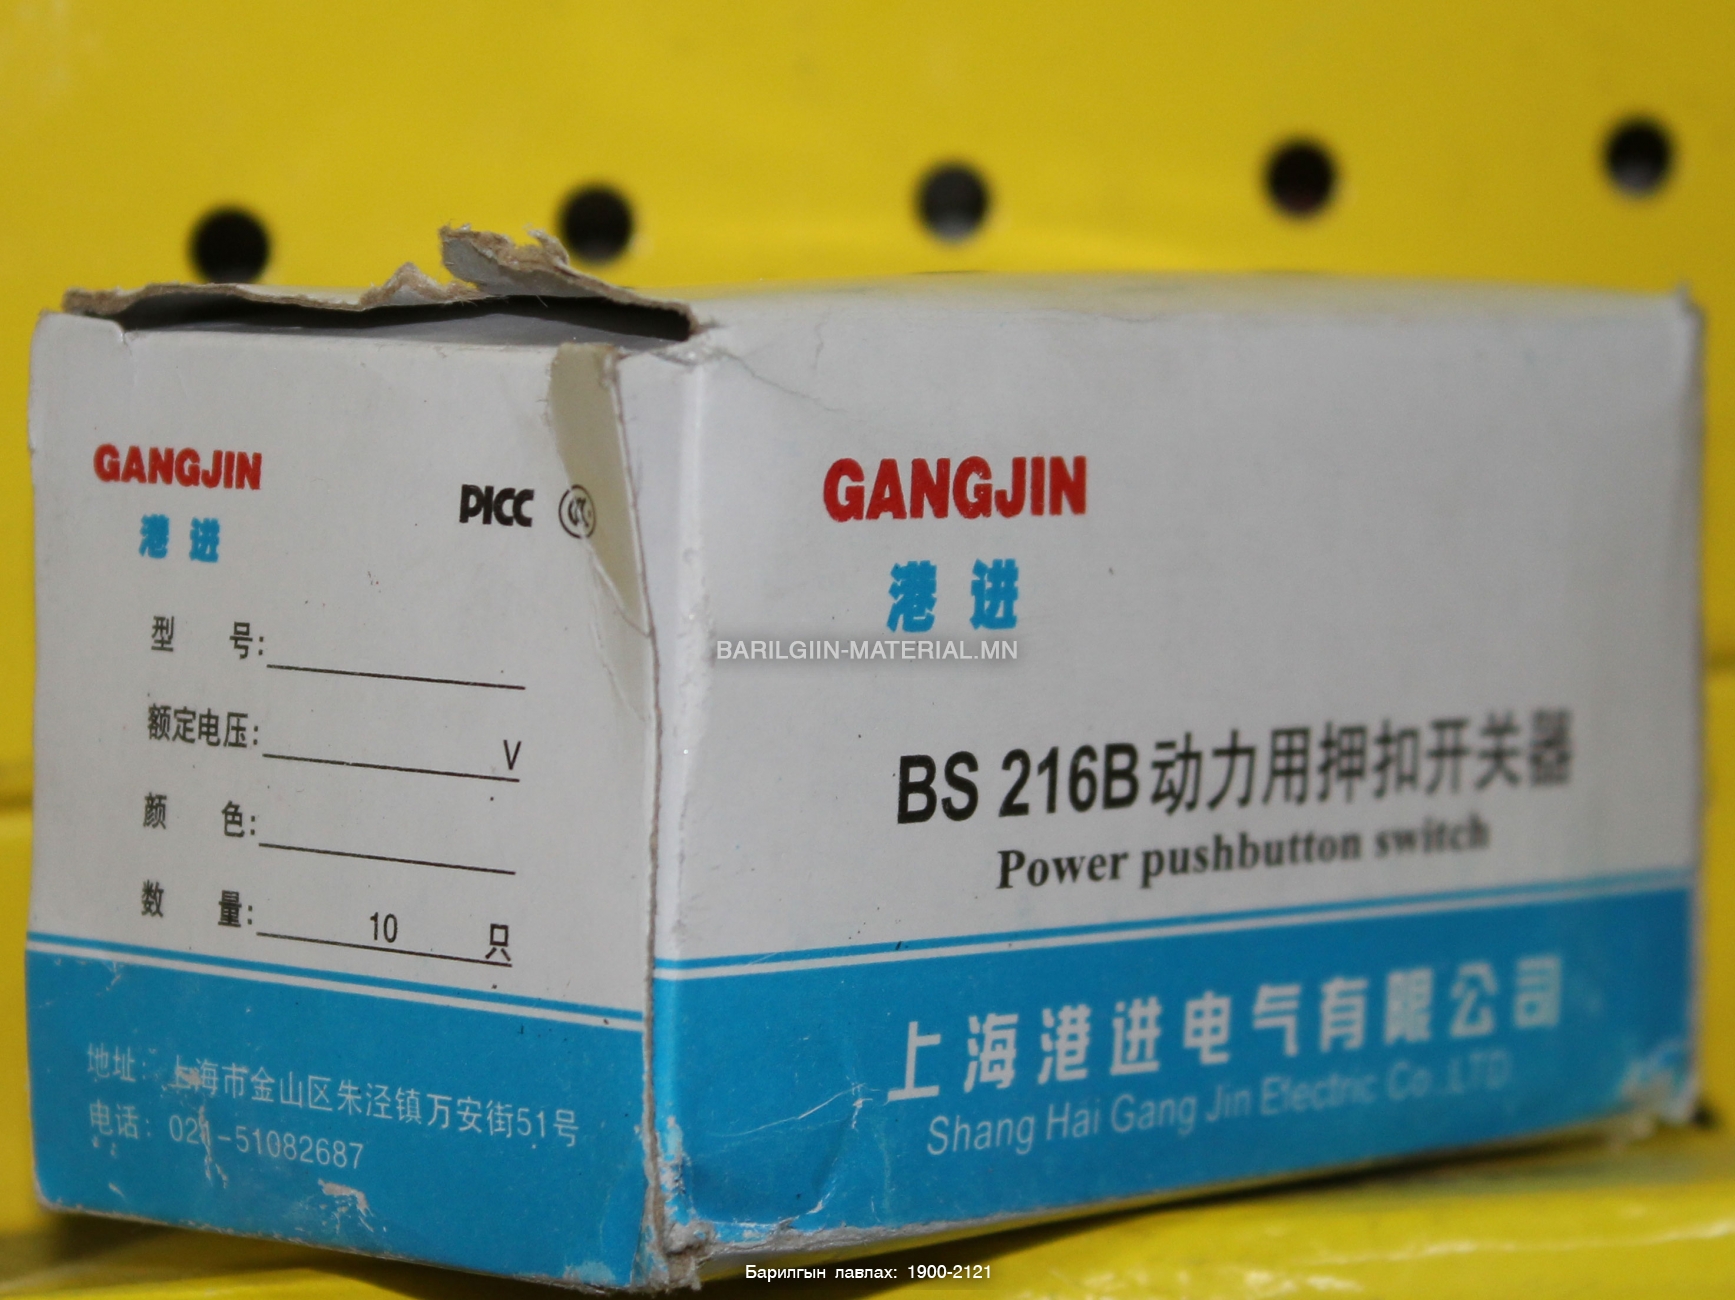 GANGJIN
港进
PICC
型 号:
额定电压: V
颜 色:
数 量: 10 只
地址: 上海市金山区朱泾镇万安街51号
电话: 021-51082687
GANGJIN
港进
BARILGIIN-MATERIAL.MN
BS 216B动力用押扣开关器
Power pushbutton switch
上海港进电气有限公司
Shang Hai Gang Jin Electric Co.,LTD
Барилгын лавлах: 1900-2121